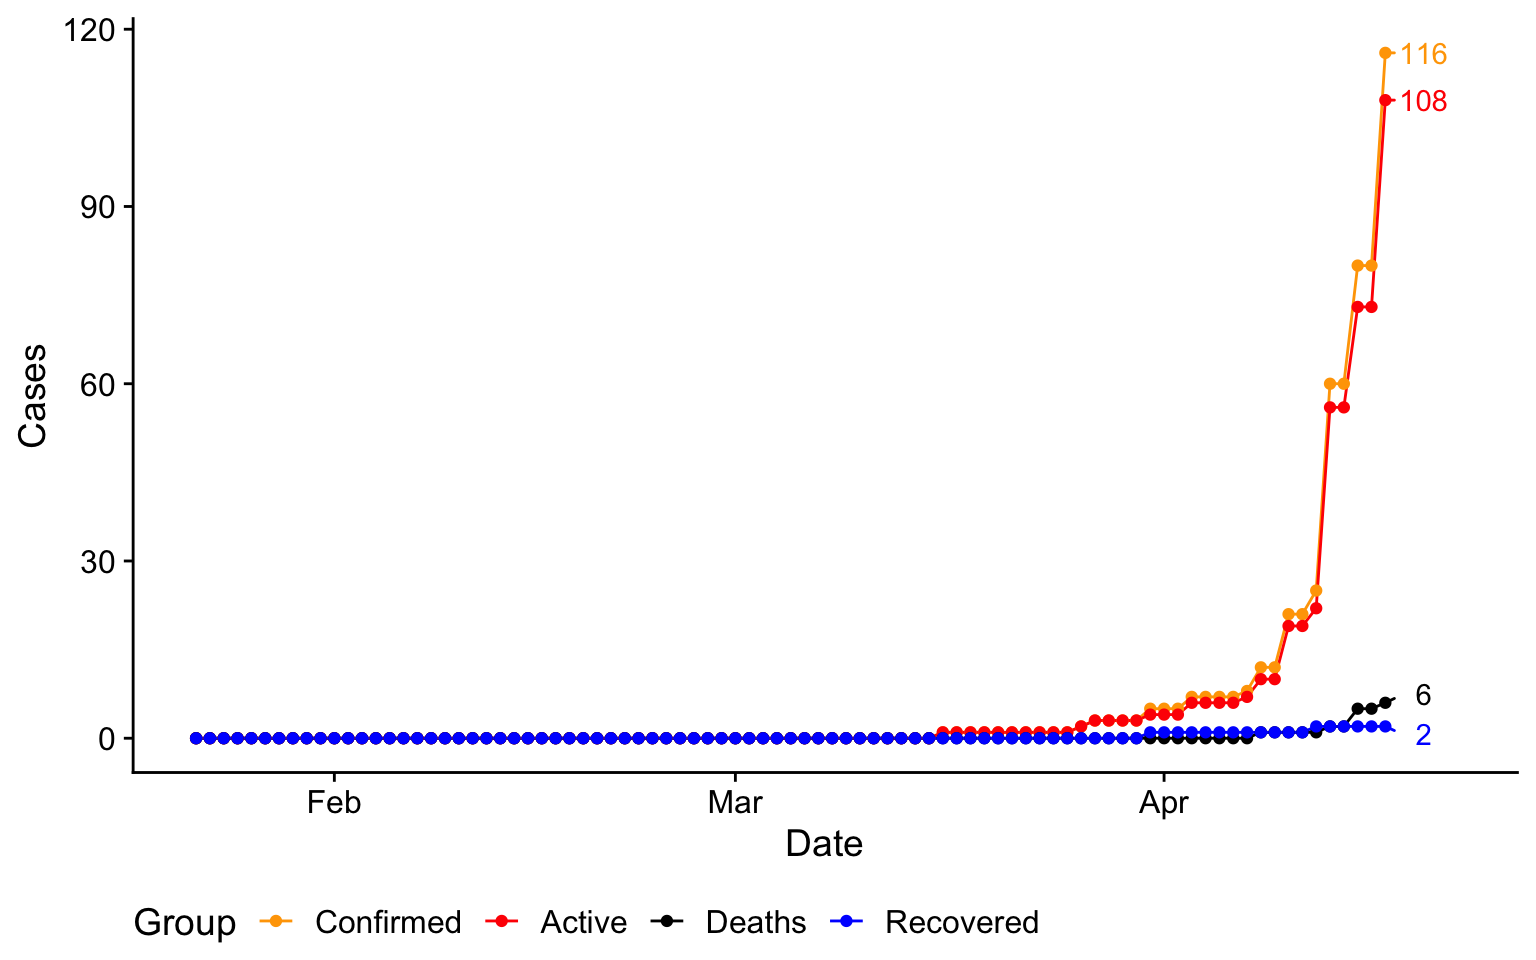 120
116
108
90
60
Cases
30
6
2
0
Feb Mar Apr
Date
Group Confirmed Active Deaths Recovered